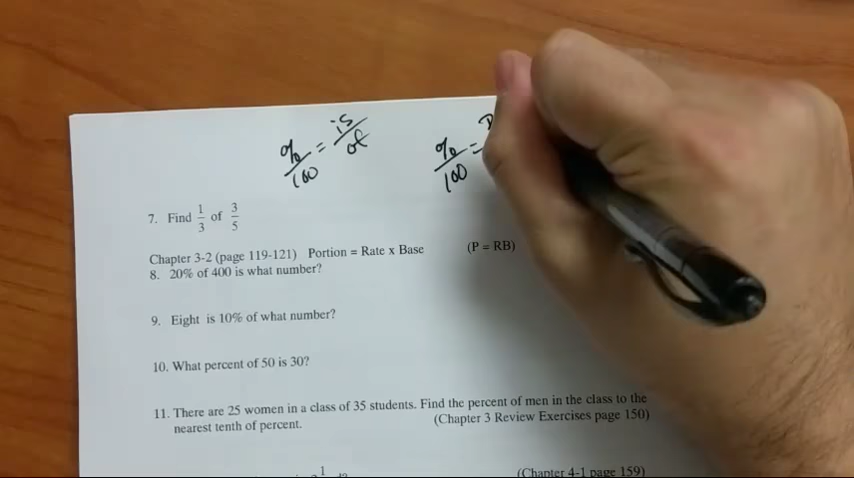 %/100 = is/of
%/100 =
7. Find 1/3 of 3/5
Chapter 3-2 (page 119-121) Portion = Rate x Base (P = RB)
8. 20% of 400 is what number?
9. Eight is 10% of what number?
10. What percent of 50 is 30?
11. There are 25 women in a class of 35 students. Find the percent of men in the class to the
nearest tenth of percent. (Chapter 3 Review Exercises page 150)
(Chapter 4-1 page 159)